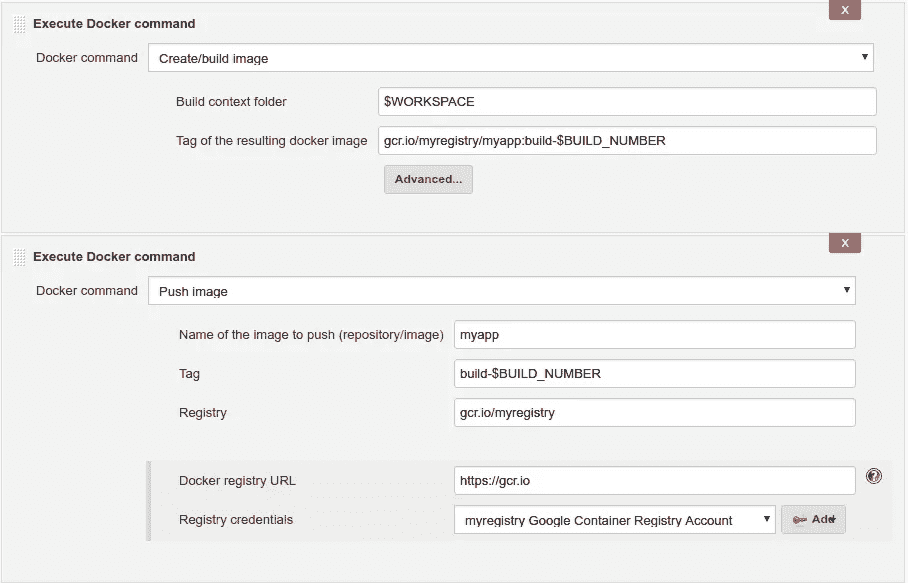 X
Execute Docker command
Docker command Create/build image
Build context folder $WORKSPACE
Tag of the resulting docker image gcr.io/myregistry/myapp:build-$BUILD_NUMBER
Advanced...
X
Execute Docker command
Docker command Push image
Name of the image to push (repository/image) myapp
Tag build-$BUILD_NUMBER
Registry gcr.io/myregistry
Docker registry URL https://gcr.io ?
Registry credentials myregistry Google Container Registry Account Add